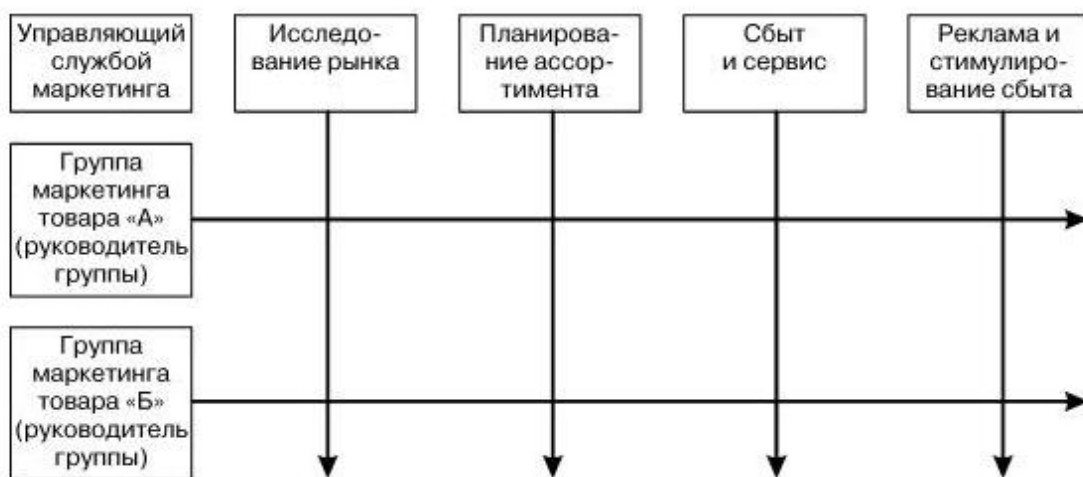 Управляющий
службой
маркетинга
Исследо-
вание рынка
Планирова-
ние ассор-
тимента
Сбыт
и сервис
Реклама и
стимулиро-
вание сбыта
Группа
маркетинга
товара «А»
(руководитель
группы)
Группа
маркетинга
товара «Б»
(руководитель
группы)